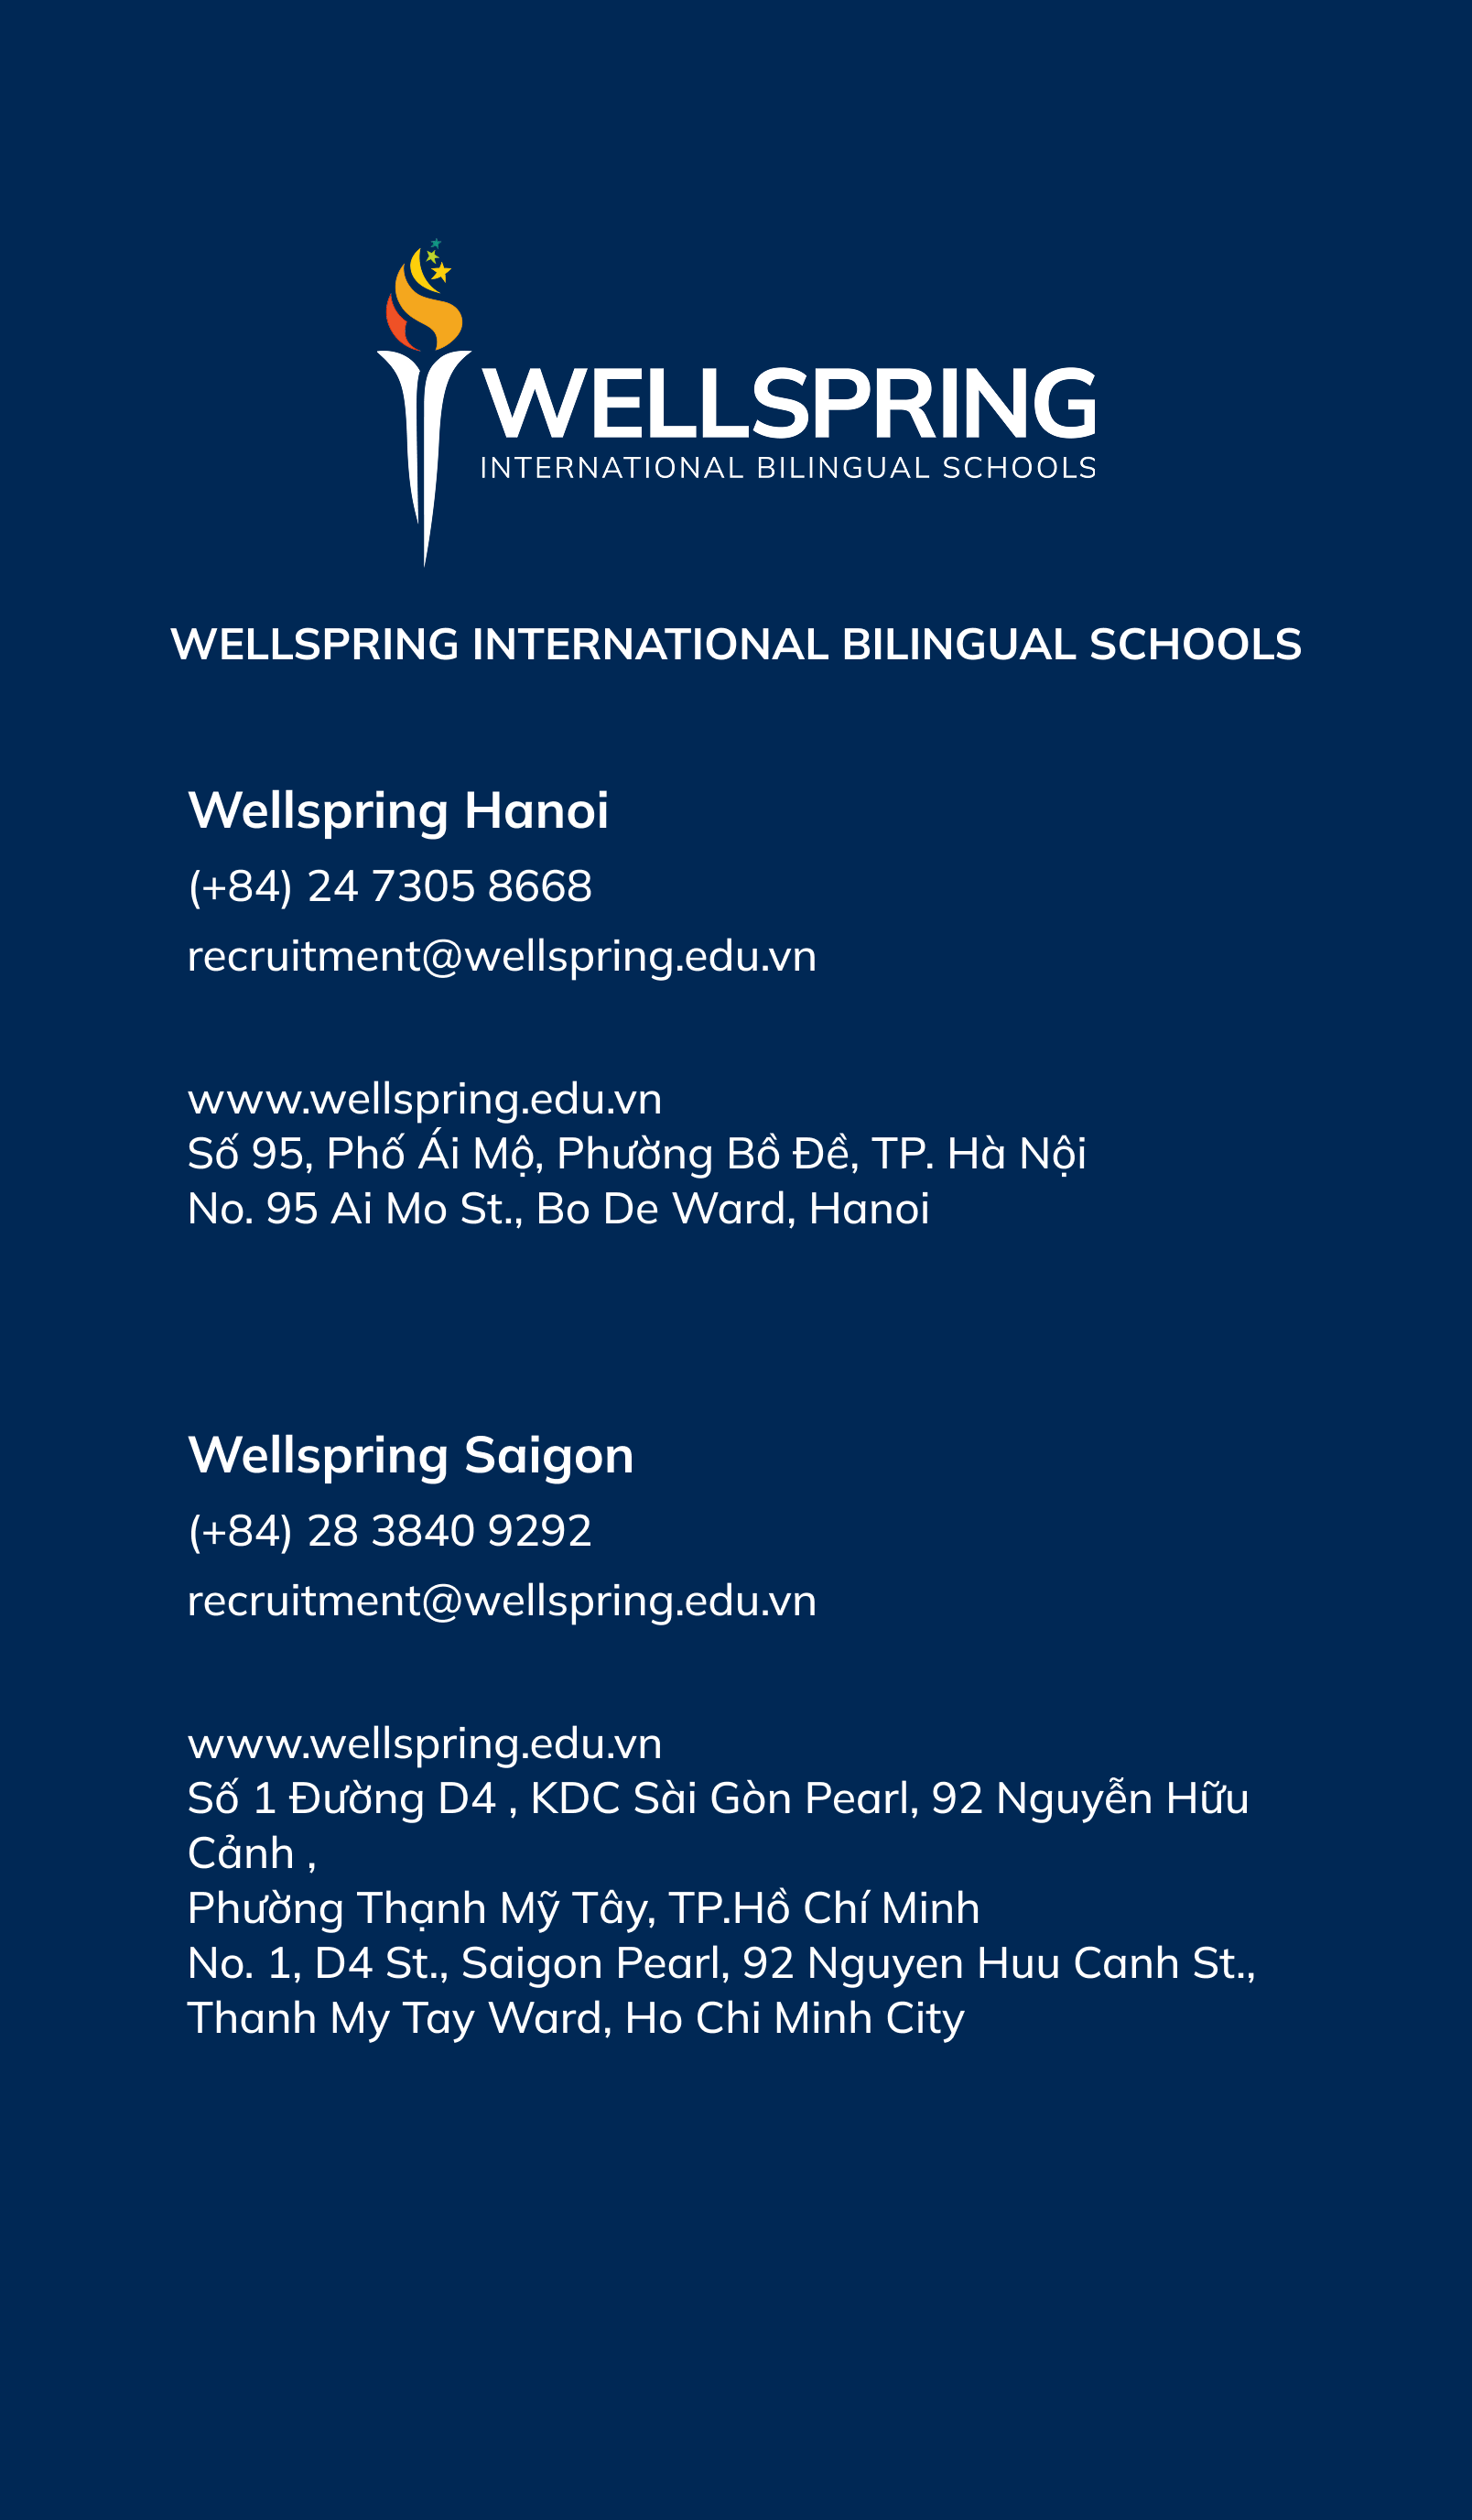 WELLSPRING
INTERNATIONAL BILINGUAL SCHOOLS
WELLSPRING INTERNATIONAL BILINGUAL SCHOOLS
Wellspring Hanoi
(+84) 24 7305 8668
recruitment@wellspring.edu.vn
www.wellspring.edu.vn
Số 95, Phố Ái Mộ, Phường Bồ Đề, TP. Hà Nội
No. 95 Ai Mo St., Bo De Ward, Hanoi
Wellspring Saigon
(+84) 28 3840 9292
recruitment@wellspring.edu.vn
www.wellspring.edu.vn
Số 1 Đường D4 , KDC Sài Gòn Pearl, 92 Nguyễn Hữu
Cảnh ,
Phường Thạnh Mỹ Tây, TP.Hồ Chí Minh
No. 1, D4 St., Saigon Pearl, 92 Nguyen Huu Canh St.,
Thanh My Tay Ward, Ho Chi Minh City